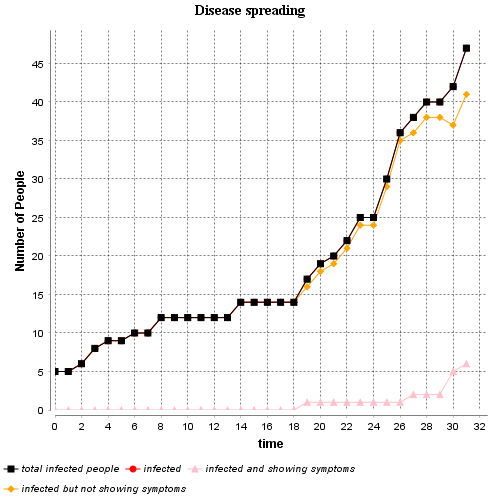 Disease spreading
Number of People
45
40
35
30
25
20
15
10
5
0
0 2 4 6 8 10 12 14 16 18 20 22 24 26 28 30 32
time
total infected people infected infected and showing symptoms
infected but not showing symptoms